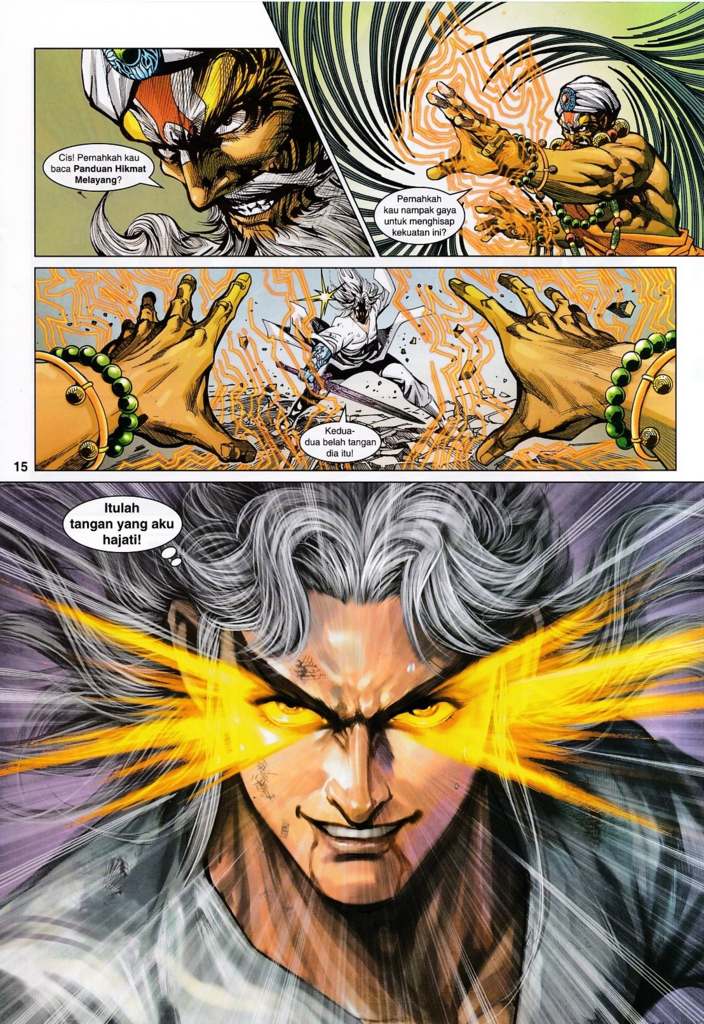 Cis! Pernahkah kau
baca Panduan Hikmat
Melayang?
Pernahkah
kau nampak gaya
untuk menghisap
kekuatan ini?
Kedua-
dua belah tangan
dia itu!
15
Itulah
tangan yang aku
hajati!